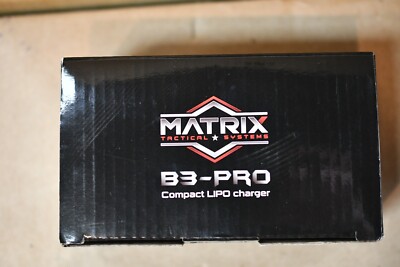 MATRIX
TACTICAL ★ SYSTEMS
B3-PRO
Compact LIPO charger